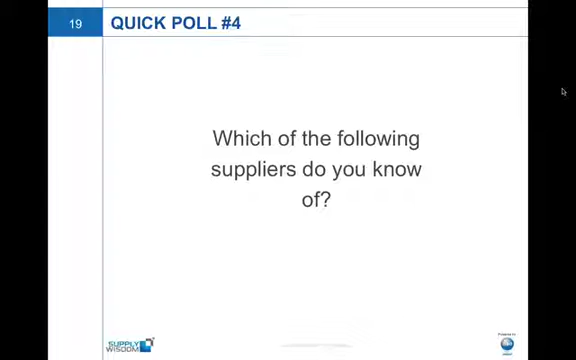 19
QUICK POLL #4
Which of the following
suppliers do you know
of?
SUPPLY
WISDOM